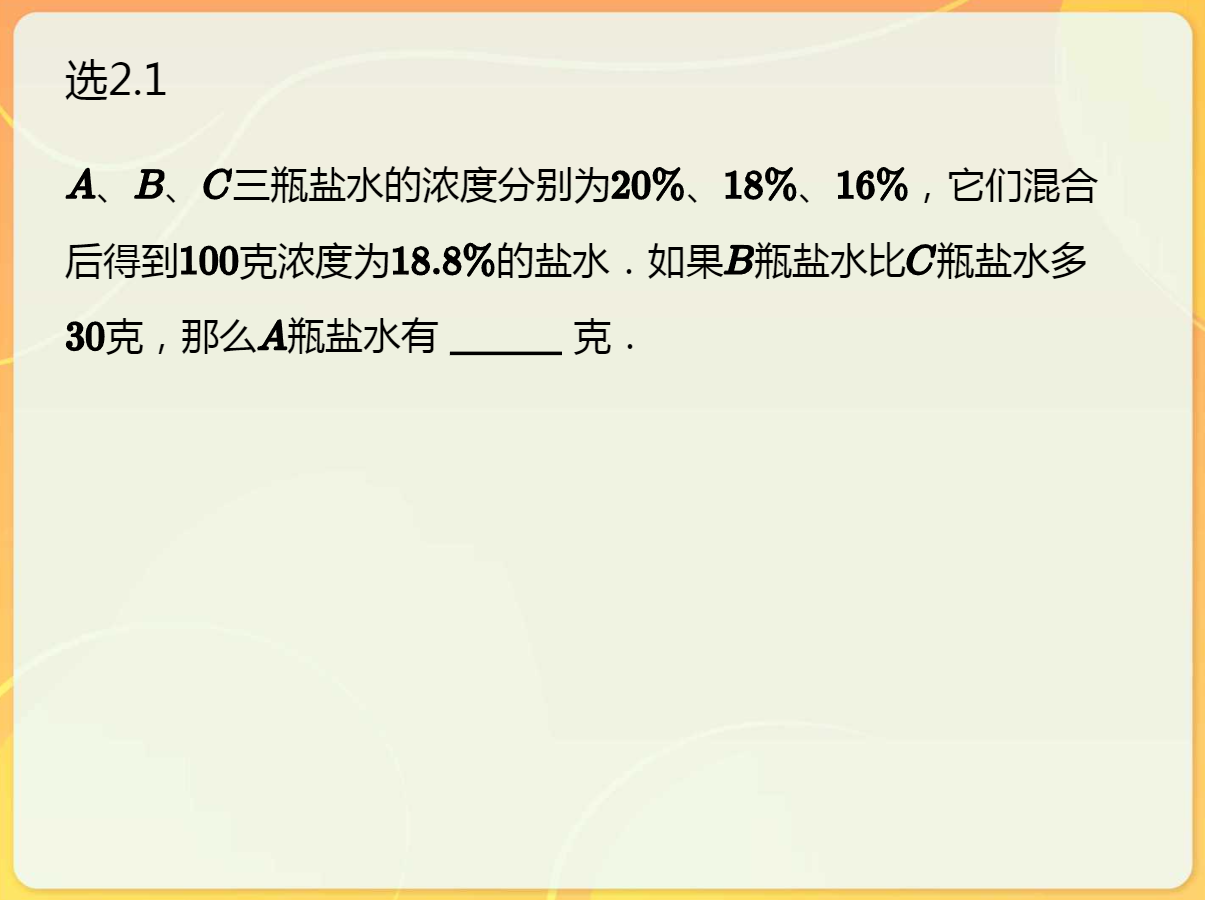 选2.1
A、B、C三瓶盐水的浓度分别为20%、18%、16%，它们混合
后得到100克浓度为18.8%的盐水．如果B瓶盐水比C瓶盐水多
30克，那么A瓶盐水有 ______ 克．